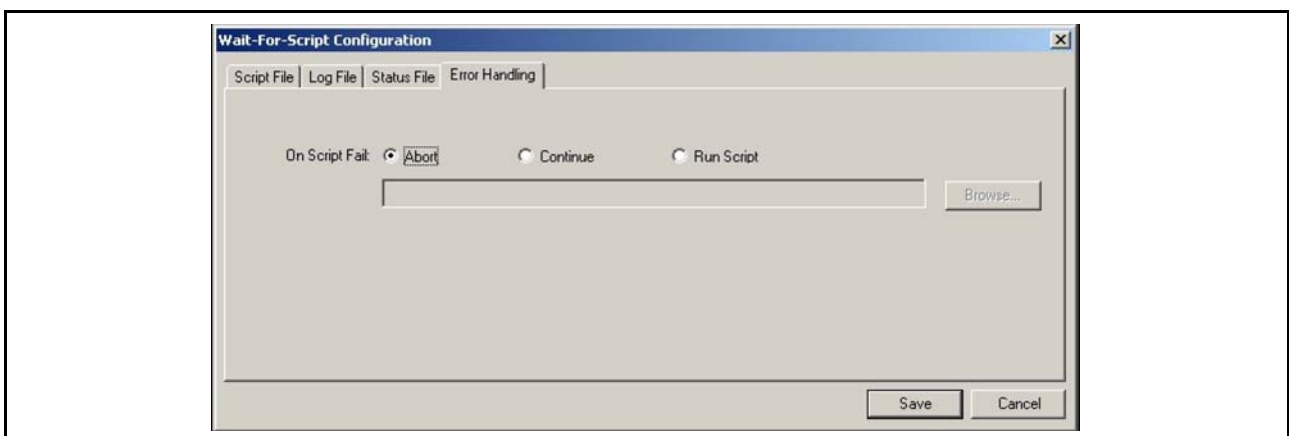 Wait-For-Script Configuration
Script File Log File Status File Error Handling
On Script Fail: Abort Continue Run Script
Browse...
Save Cancel